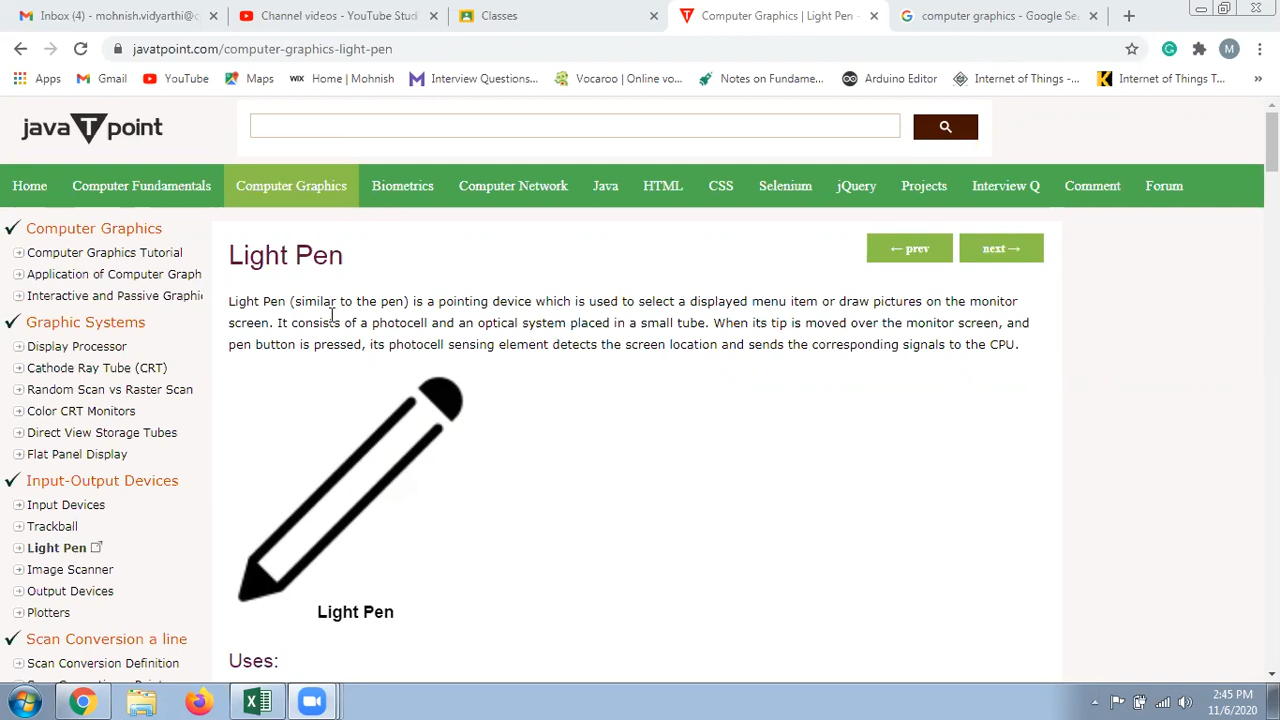 Inbox (6) - mohnish.vidyarthi@c
Channel videos - YouTube Stud
Classes
Computer Graphics | Light Pen -
computer graphics - Google Sea
javatpoint.com/computer-graphics-light-pen
M
Apps
Gmail
YouTube
Maps
WIX Home | Mohnish
Interview Questions...
Vocaroo | Online vo...
Notes on Fundame...
Arduino Editor
Internet of Things -...
Internet of Things T...
»
java T point
Home
Computer Fundamentals
Computer Graphics
Biometrics
Computer Network
Java
HTML
CSS
Selenium
jQuery
Projects
Interview Q
Comment
Forum
Computer Graphics
Computer Graphics Tutorial
Application of Computer Graph
Interactive and Passive Graphi
Graphic Systems
Display Processor
Cathode Ray Tube (CRT)
Random Scan vs Raster Scan
Color CRT Monitors
Direct View Storage Tubes
Flat Panel Display
Input-Output Devices
Input Devices
Trackball
Light Pen
Image Scanner
Output Devices
Plotters
Scan Conversion a line
Scan Conversion Definition
Light Pen
← prev
next →
Light Pen (similar to the pen) is a pointing device which is used to select a displayed menu item or draw pictures on the monitor
screen. It consists of a photocell and an optical system placed in a small tube. When its tip is moved over the monitor screen, and
pen button is pressed, its photocell sensing element detects the screen location and sends the corresponding signals to the CPU.
Light Pen
Uses:
2:45 PM
11/6/2020